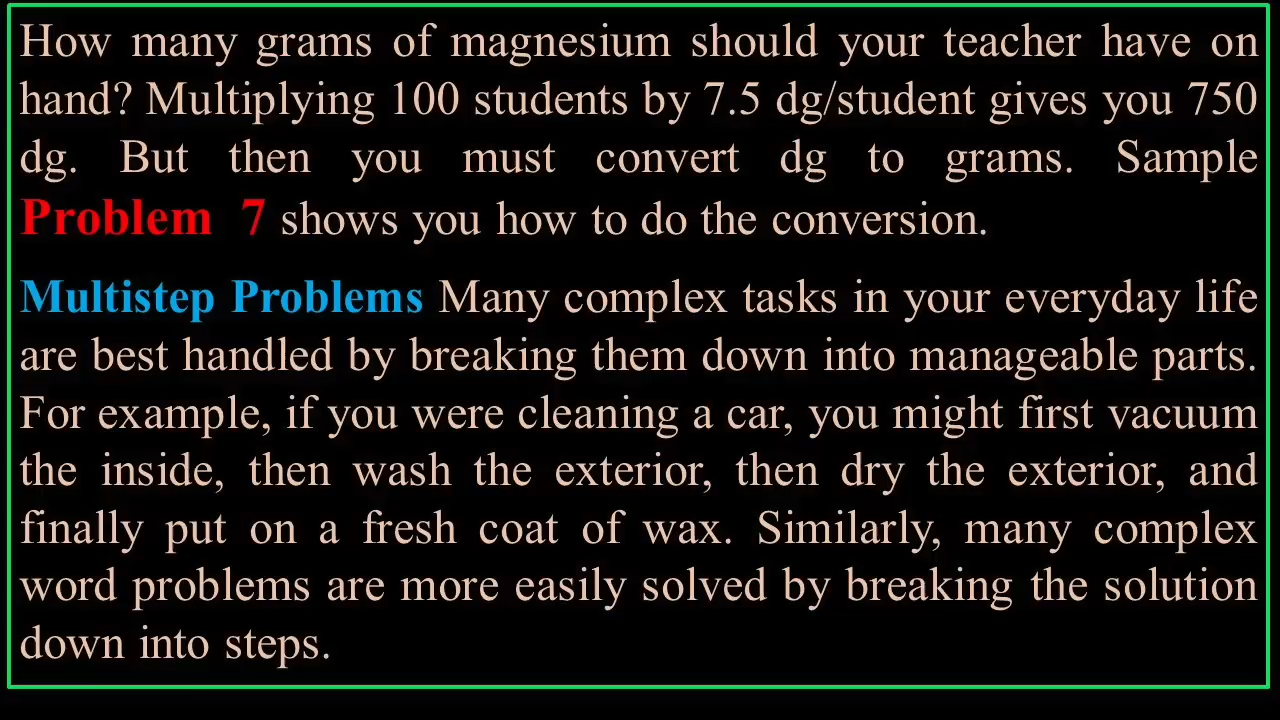 How many grams of magnesium should your teacher have on
hand? Multiplying 100 students by 7.5 dg/student gives you 750
dg. But then you must convert dg to grams. Sample
Problem 7 shows you how to do the conversion.
Multistep Problems Many complex tasks in your everyday life
are best handled by breaking them down into manageable parts.
For example, if you were cleaning a car, you might first vacuum
the inside, then wash the exterior, then dry the exterior, and
finally put on a fresh coat of wax. Similarly, many complex
word problems are more easily solved by breaking the solution
down into steps.